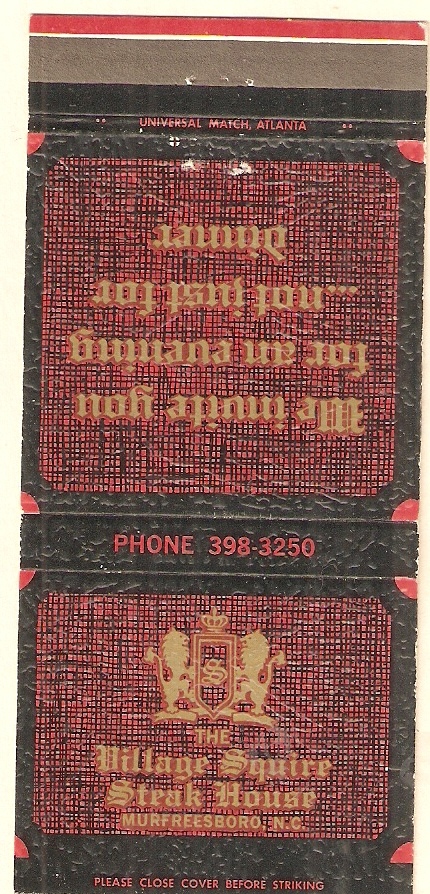 UNIVERSAL MATCH, ATLANTA
We invite you
for an evening
...not just for
dinner
PHONE 398-3250
S
THE
Village Squire
Steak House
MURFREESBORO, N.C.
PLEASE CLOSE COVER BEFORE STRIKING